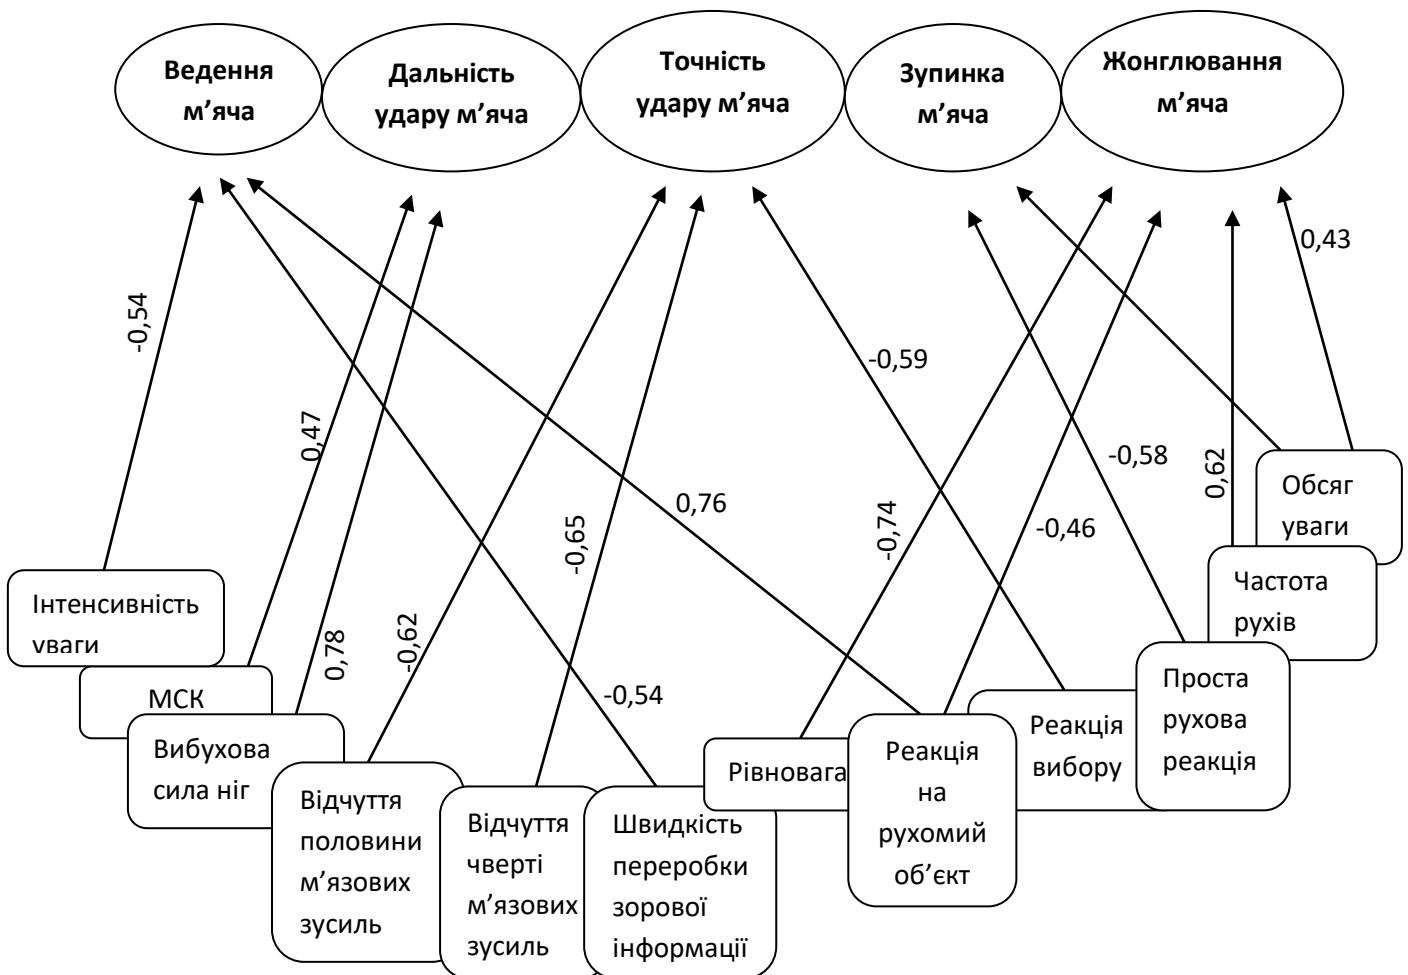 Ведення
м’яча
Дальність
удару м’яча
Точність
удару м’яча
Зупинка
м’яча
Жонглювання
м’яча
0,43
-0,54
-0,59
0,47
-0,58
0,62
0,76
-0,74
-0,46
-0,65
0,78
-0,62
-0,54
Обсяг
уваги
Частота
рухів
Інтенсивність
уваги
МСК
Вибухова
сила ніг
Відчуття
половини
м’язових
зусиль
Відчуття
чверті
м’язових
зусиль
Швидкість
переробки
зорової
інформації
Рівновага
Реакція
на
рухомий
об’єкт
Реакція
вибору
Проста
рухова
реакція